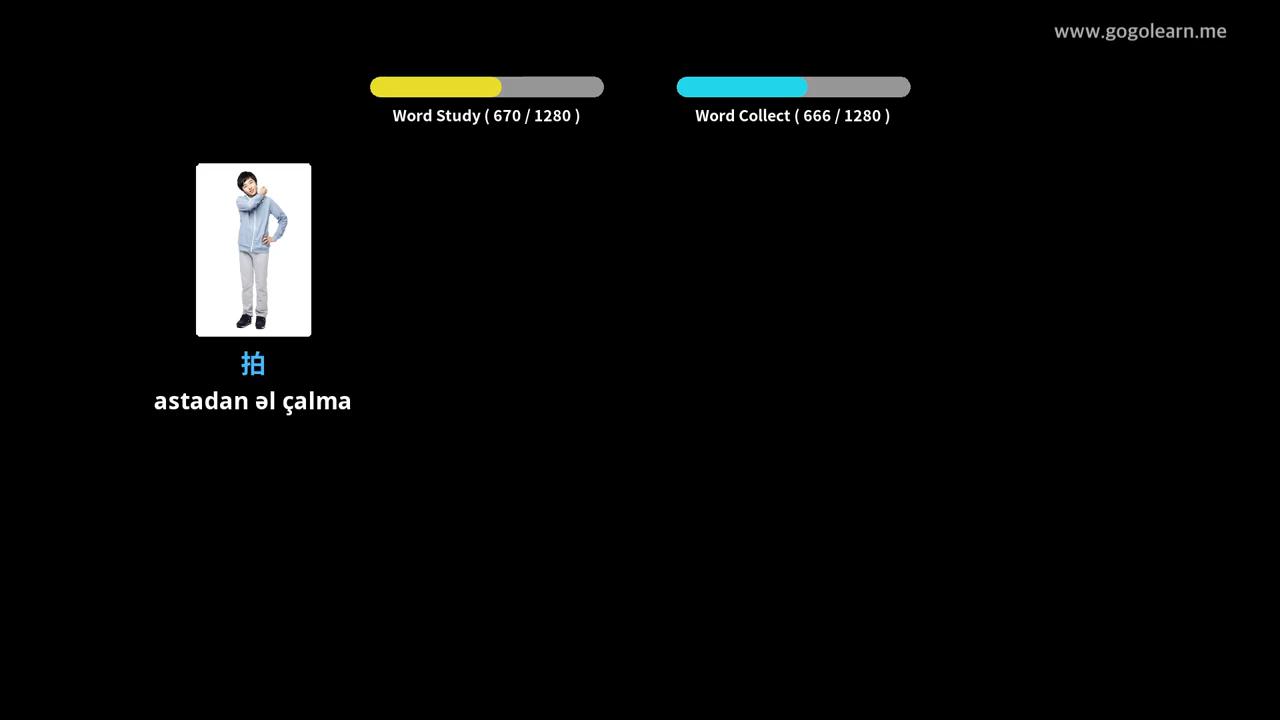 www.gogolearn.me
Word Study ( 670 / 1280 )
Word Collect ( 666 / 1280 )
拍
astadan əl çalma